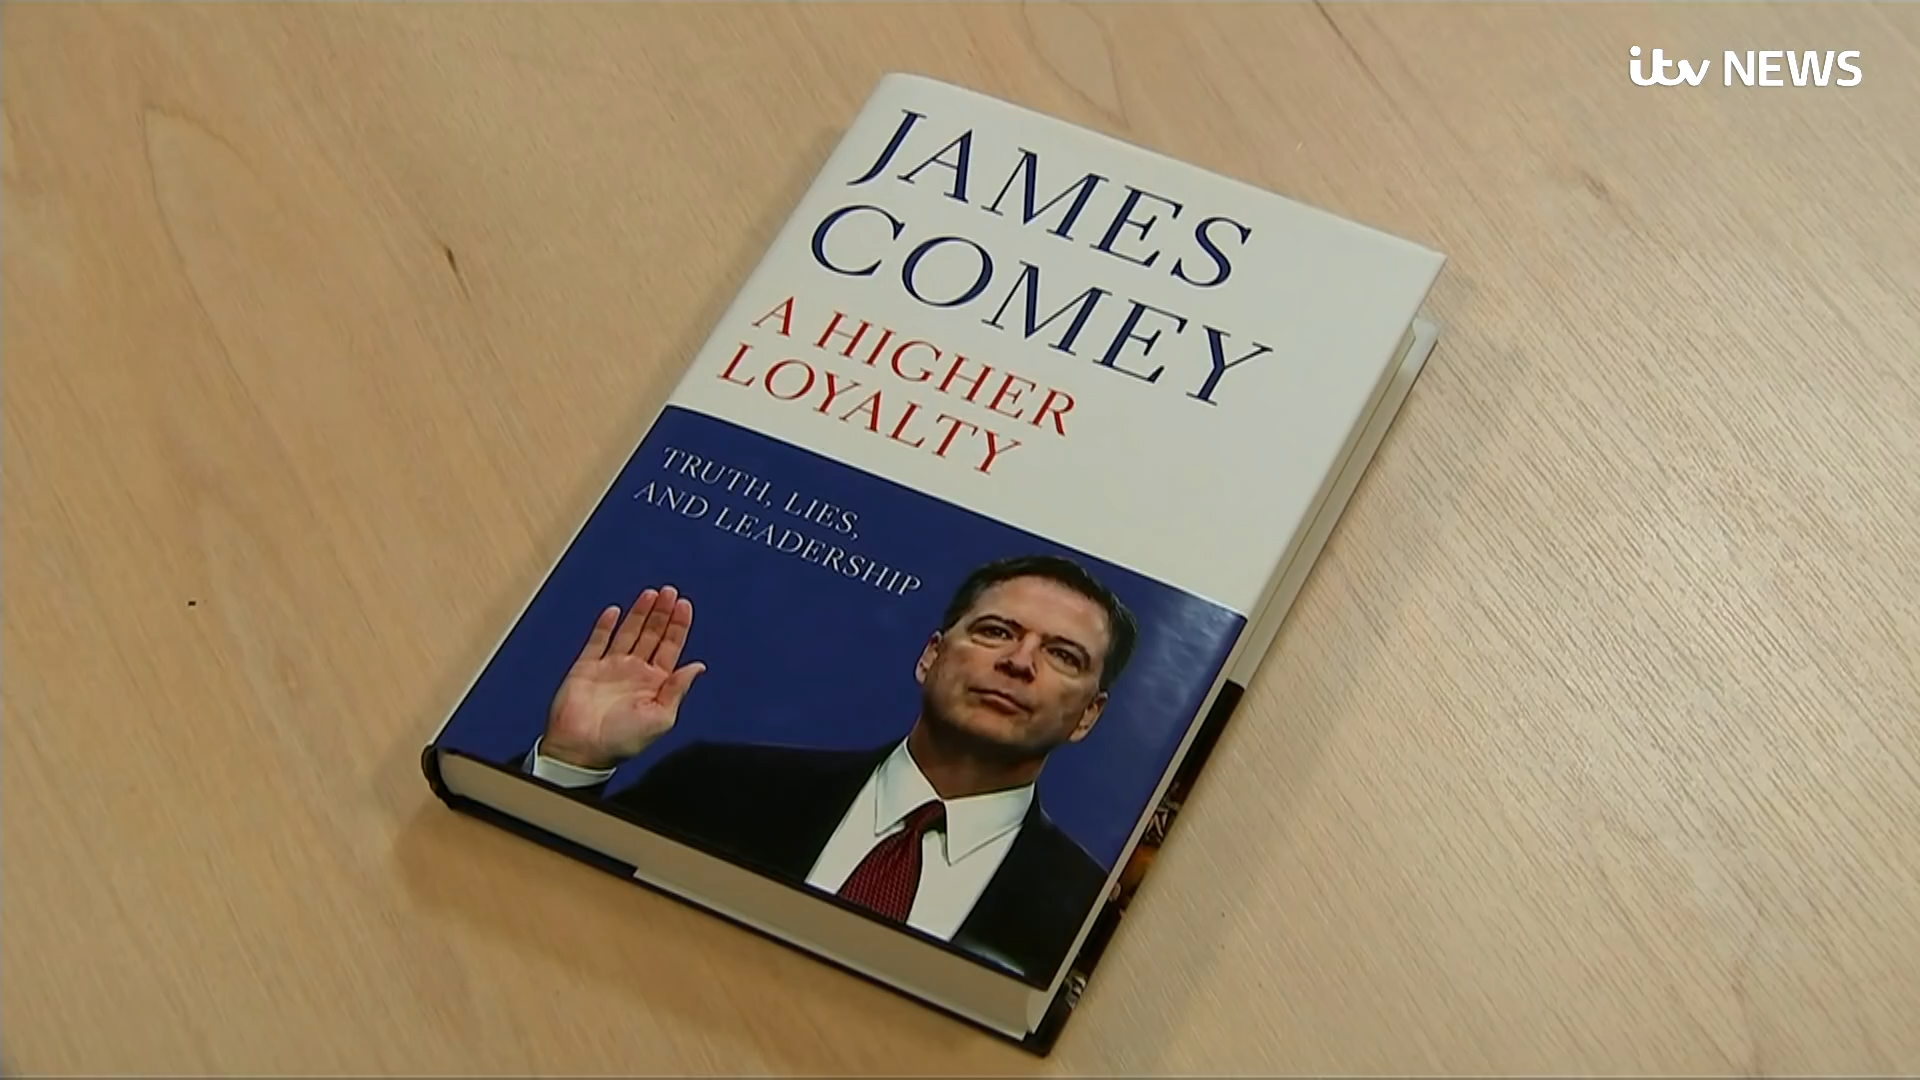 itv NEWS
JAMES
COMEY
A HIGHER
LOYALTY
TRUTH, LIES,
AND LEADERSHIP